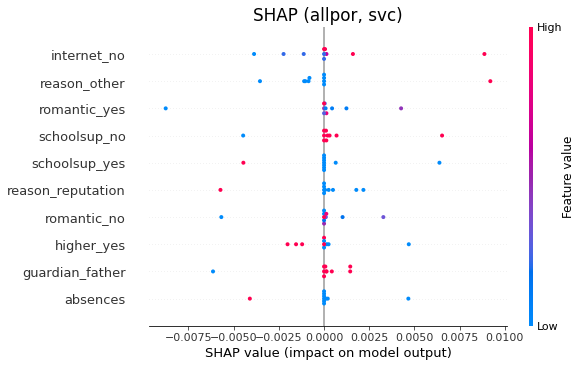 SHAP (allpor, svc)
High
internet_no
reason_other
romantic_yes
schoolsup_no
schoolsup_yes
reason_reputation
romantic_no
higher_yes
guardian_father
absences
Feature value
Low
−0.0075 −0.0050 −0.0025 0.0000 0.0025 0.0050 0.0075 0.0100
SHAP value (impact on model output)